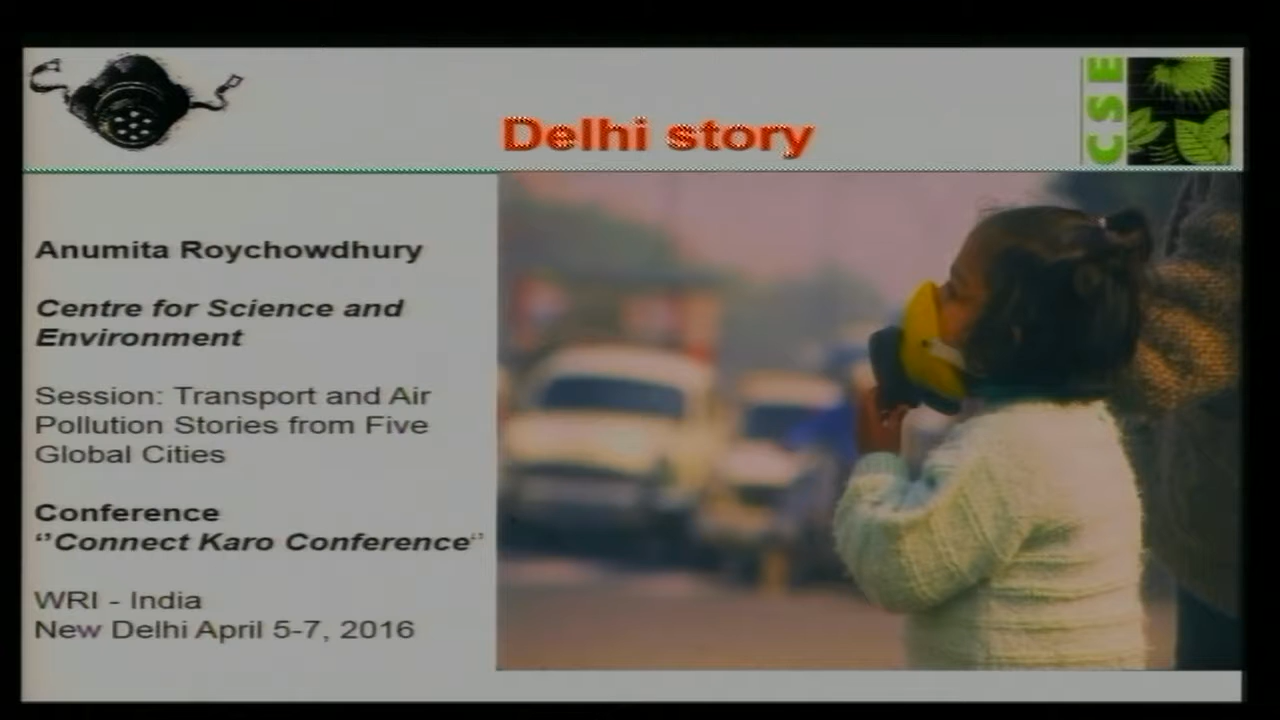 Delhi story
CSE
Anumita Roychowdhury
Centre for Science and
Environment
Session: Transport and Air
Pollution Stories from Five
Global Cities
Conference
‘’Connect Karo Conference‘’
WRI - India
New Delhi April 5-7, 2016